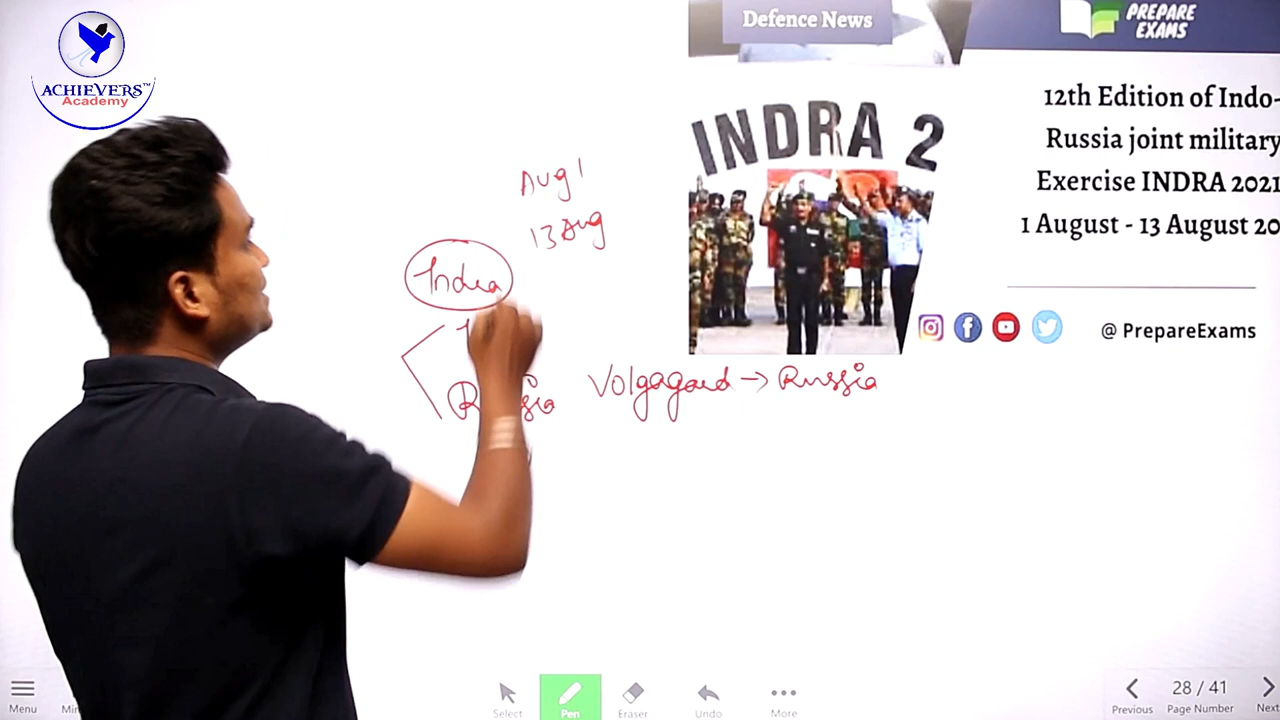 ACHIEVERS™
Academy
Defence News
PREPARE
EXAMS
12th Edition of Indo-
Russia joint military
Exercise INDRA 2021
1 August - 13 August 20
INDRA 2
@ PrepareExams
Aug 1
13 Aug
Indra
Russia
Volgagard → Russia
Menu
Select
Pen
Eraser
Undo
More
Previous
28 / 41
Page Number
Next